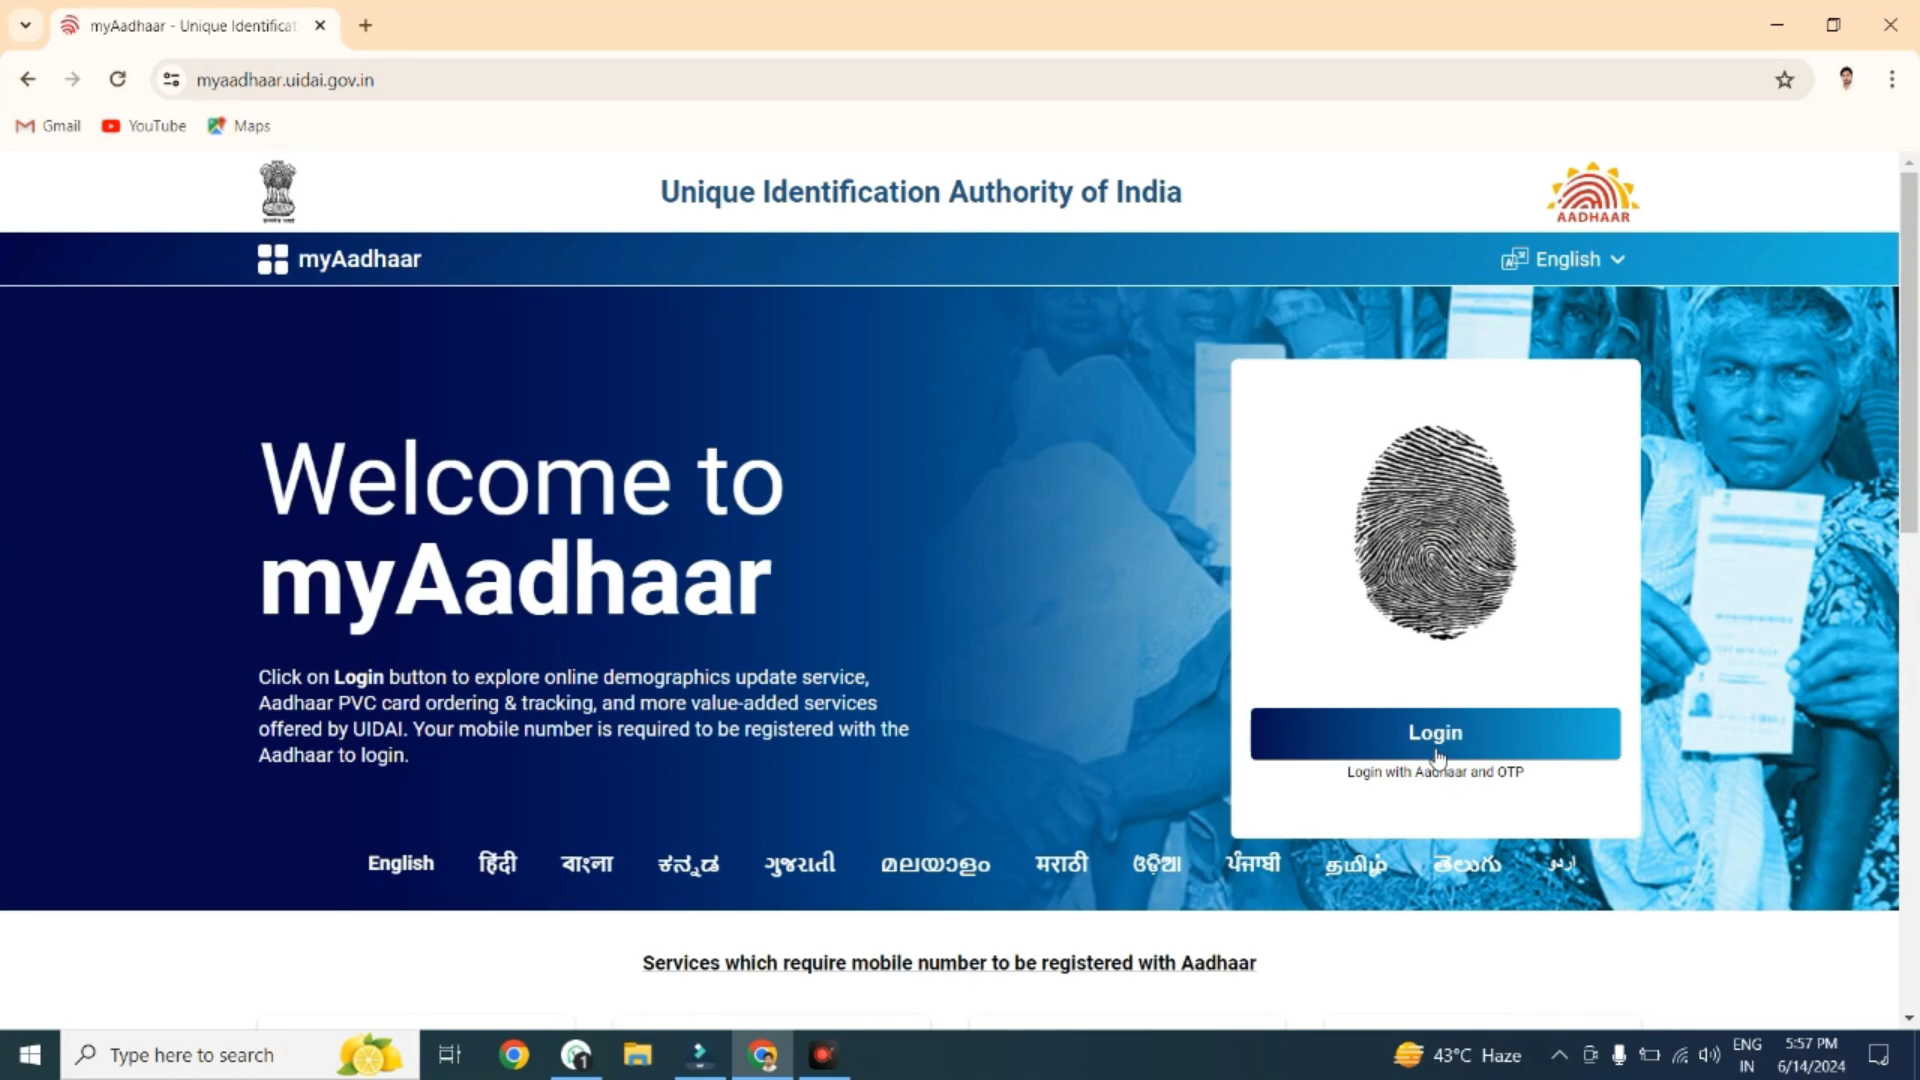 myAadhaar - Unique Identificat
myaadhaar.uidai.gov.in
Gmail YouTube Maps
Unique Identification Authority of India
AADHAAR
myAadhaar
English
Welcome to
myAadhaar
Click on Login button to explore online demographics update service,
Aadhaar PVC card ordering & tracking, and more value-added services
offered by UIDAI. Your mobile number is required to be registered with the
Aadhaar to login.
Login
Login with Aadhaar and OTP
English हिंदी বাংলা ಕನ್ನಡ ગુજરાતી മലയാളം मराठी ଓଡ଼ିଆ ਪੰਜਾਬੀ தமிழ் తెలుగు اردو
Services which require mobile number to be registered with Aadhaar
Type here to search
43°C Haze
ENG
IN
5:57 PM
6/14/2024